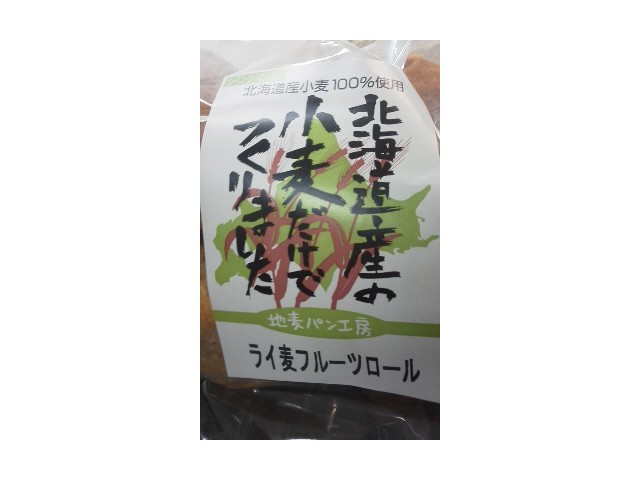 北海道産小麦100%使用
北海道産の
小麦だけで
つくりました
地麦パン工房
ライ麦フルーツロール